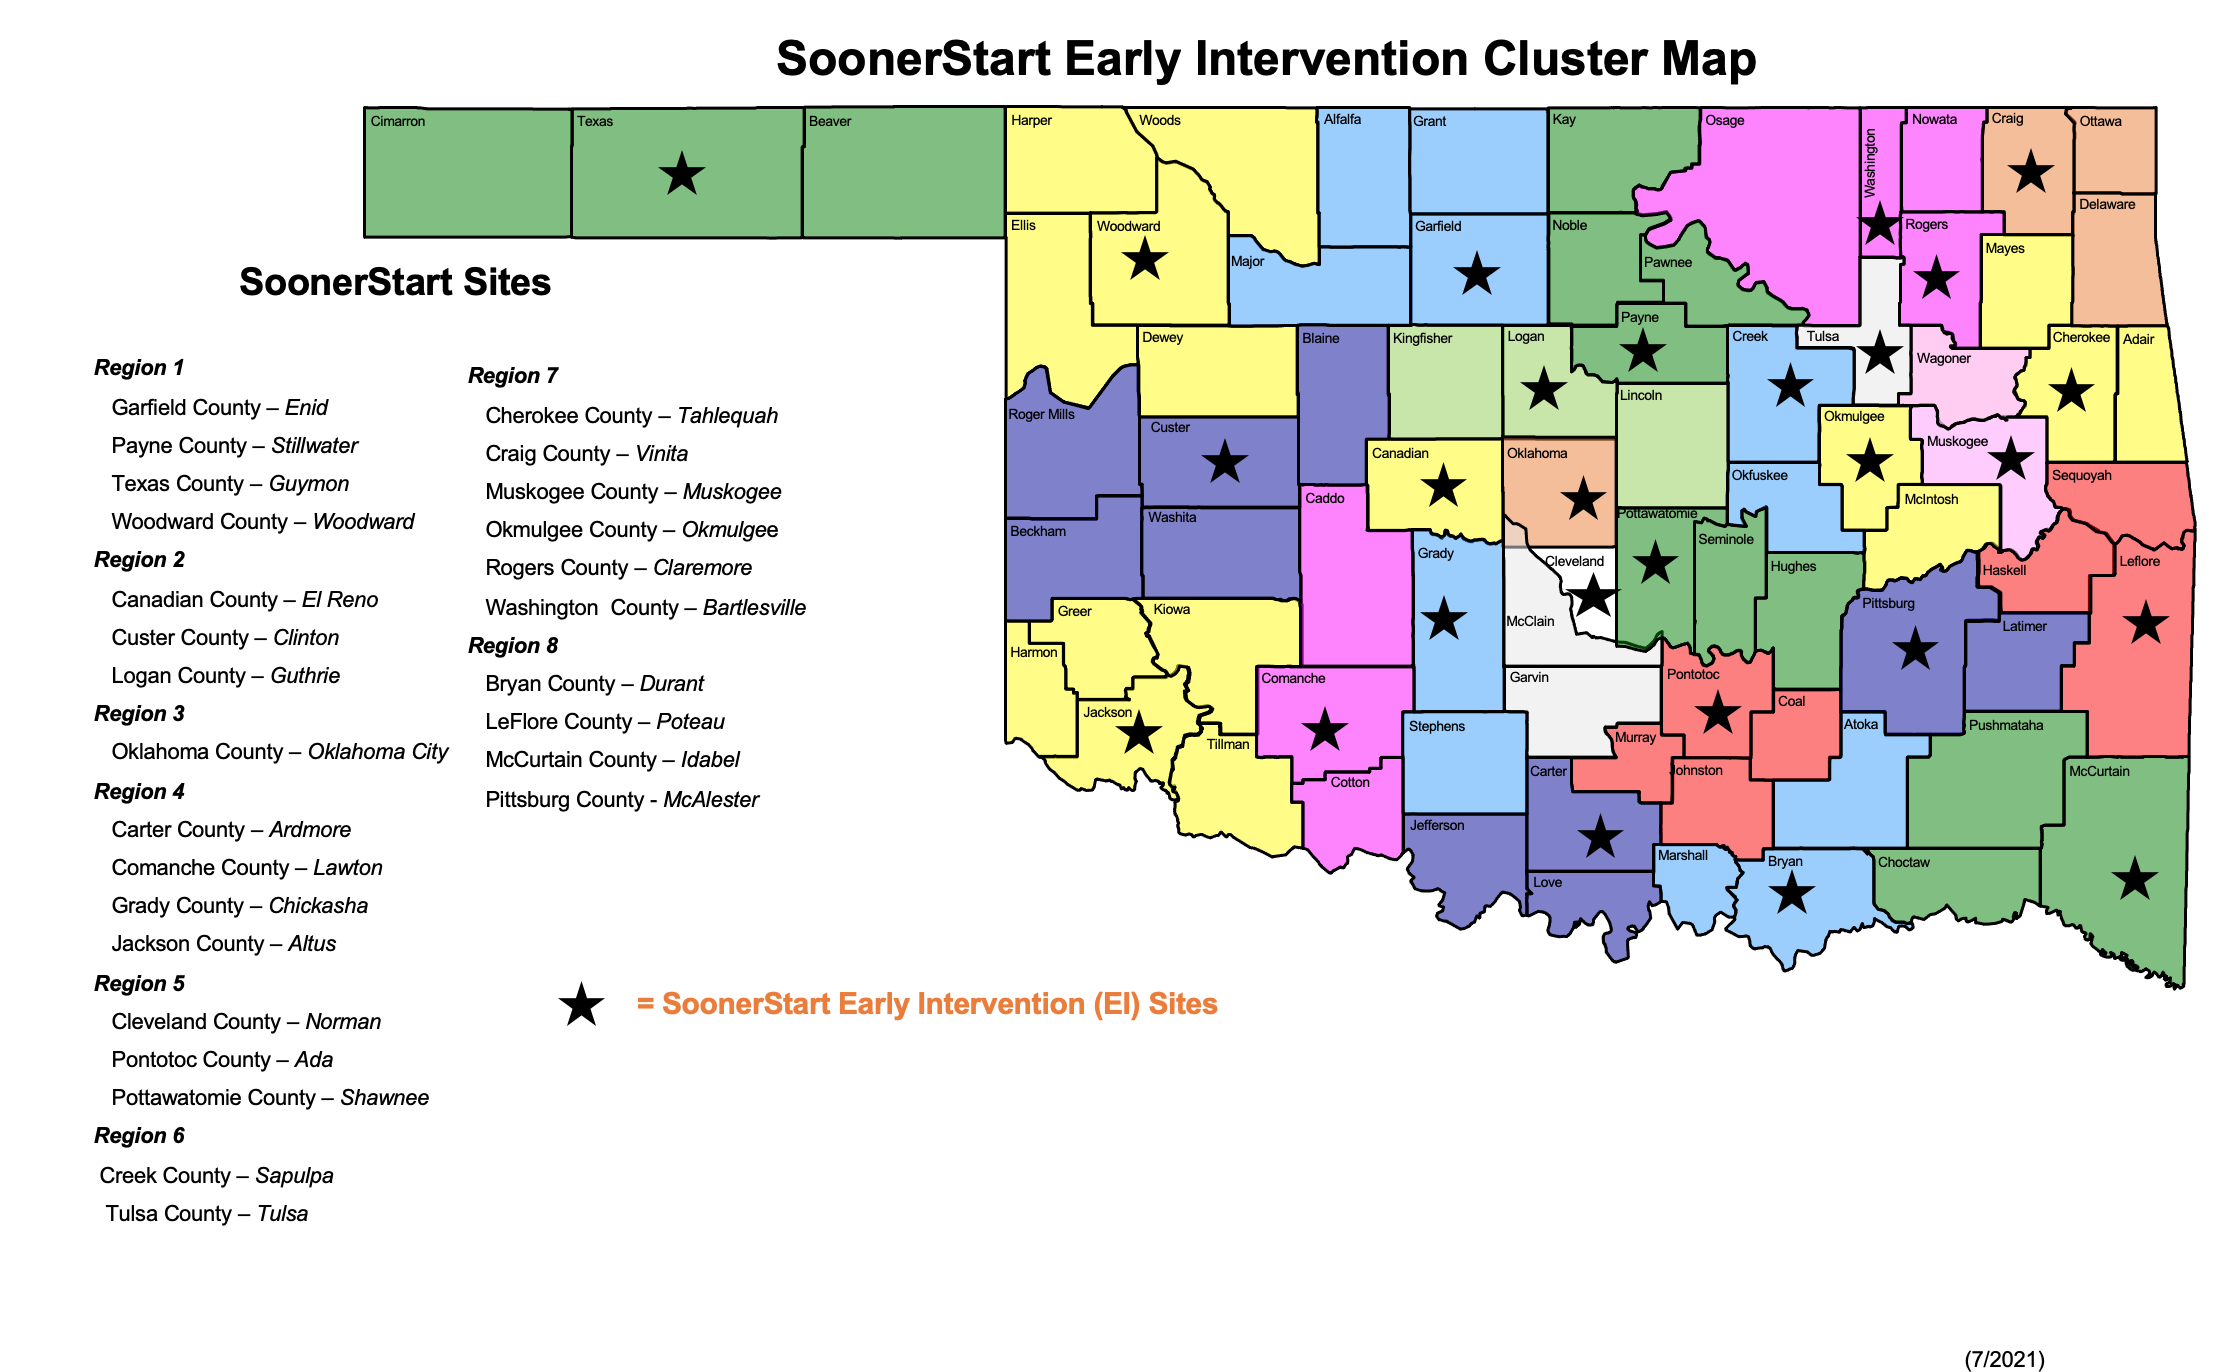 SoonerStart Early Intervention Cluster Map
Cimarron
Texas
Beaver
Harper
Woods
Alfalfa
Grant
Kay
Osage
Washington
Nowata
Craig
Ottawa
Delaware
Ellis
Woodward
Major
Garfield
Noble
Pawnee
Rogers
Mayes
Dewey
Blaine
Kingfisher
Logan
Payne
Creek
Tulsa
Wagoner
Cherokee
Adair
Roger Mills
Custer
Canadian
Oklahoma
Lincoln
Okmulgee
Muskogee
Sequoyah
Beckham
Washita
Caddo
Grady
Cleveland
Pottawatomie
Seminole
Okfuskee
McIntosh
Hughes
Haskell
Leflore
Greer
Kiowa
McClain
Pittsburg
Latimer
Harmon
Jackson
Tillman
Comanche
Garvin
Pontotoc
Coal
Stephens
Murray
Atoka
Pushmataha
Cotton
Carter
Johnston
McCurtain
Jefferson
Love
Marshall
Bryan
Choctaw
SoonerStart Sites
Region 1
Garfield County – Enid
Payne County – Stillwater
Texas County – Guymon
Woodward County – Woodward
Region 2
Canadian County – El Reno
Custer County – Clinton
Logan County – Guthrie
Region 3
Oklahoma County – Oklahoma City
Region 4
Carter County – Ardmore
Comanche County – Lawton
Grady County – Chickasha
Jackson County – Altus
Region 5
Cleveland County – Norman
Pontotoc County – Ada
Pottawatomie County – Shawnee
Region 6
Creek County – Sapulpa
Tulsa County – Tulsa
Region 7
Cherokee County – Tahlequah
Craig County – Vinita
Muskogee County – Muskogee
Okmulgee County – Okmulgee
Rogers County – Claremore
Washington  County – Bartlesville
Region 8
Bryan County – Durant
LeFlore County – Poteau
McCurtain County – Idabel
Pittsburg County - McAlester
= SoonerStart Early Intervention (EI) Sites
(7/2021)